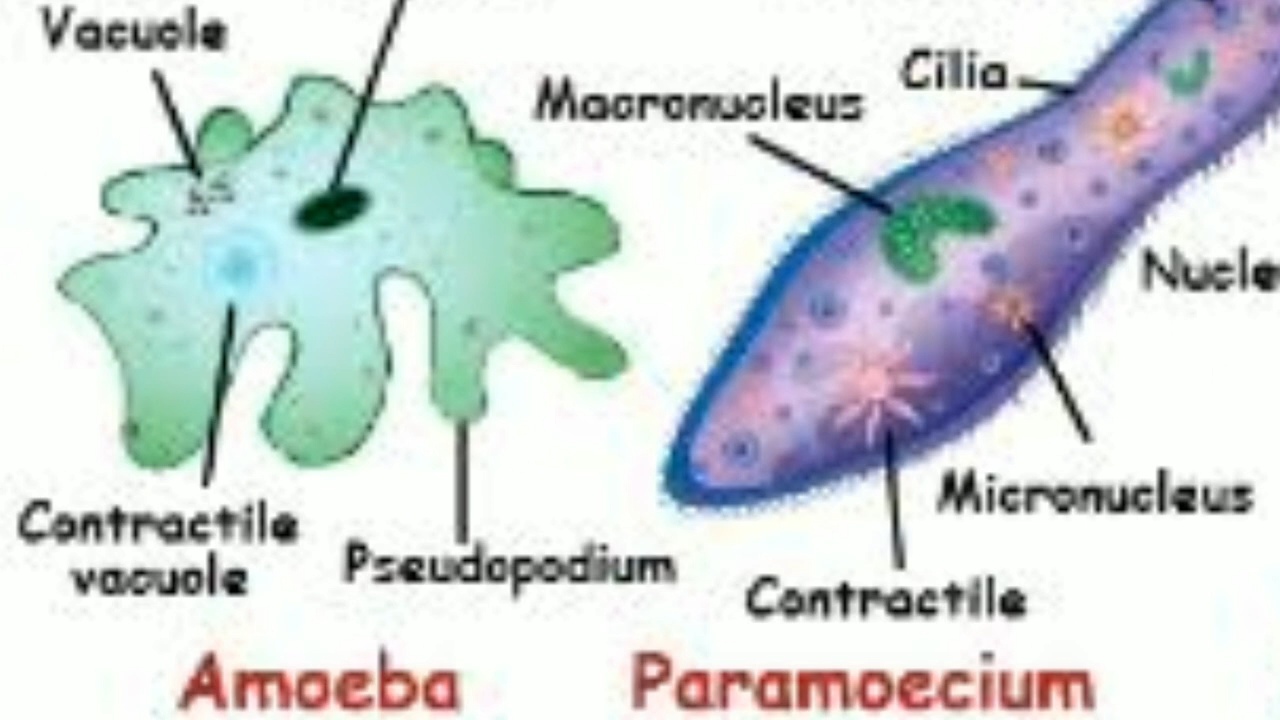 Vacuole
Cilia
Macronucleus
Nucle
Micronucleus
Contractile
vacuole
Pseudopodium
Contractile
Amoeba
Paramoecium